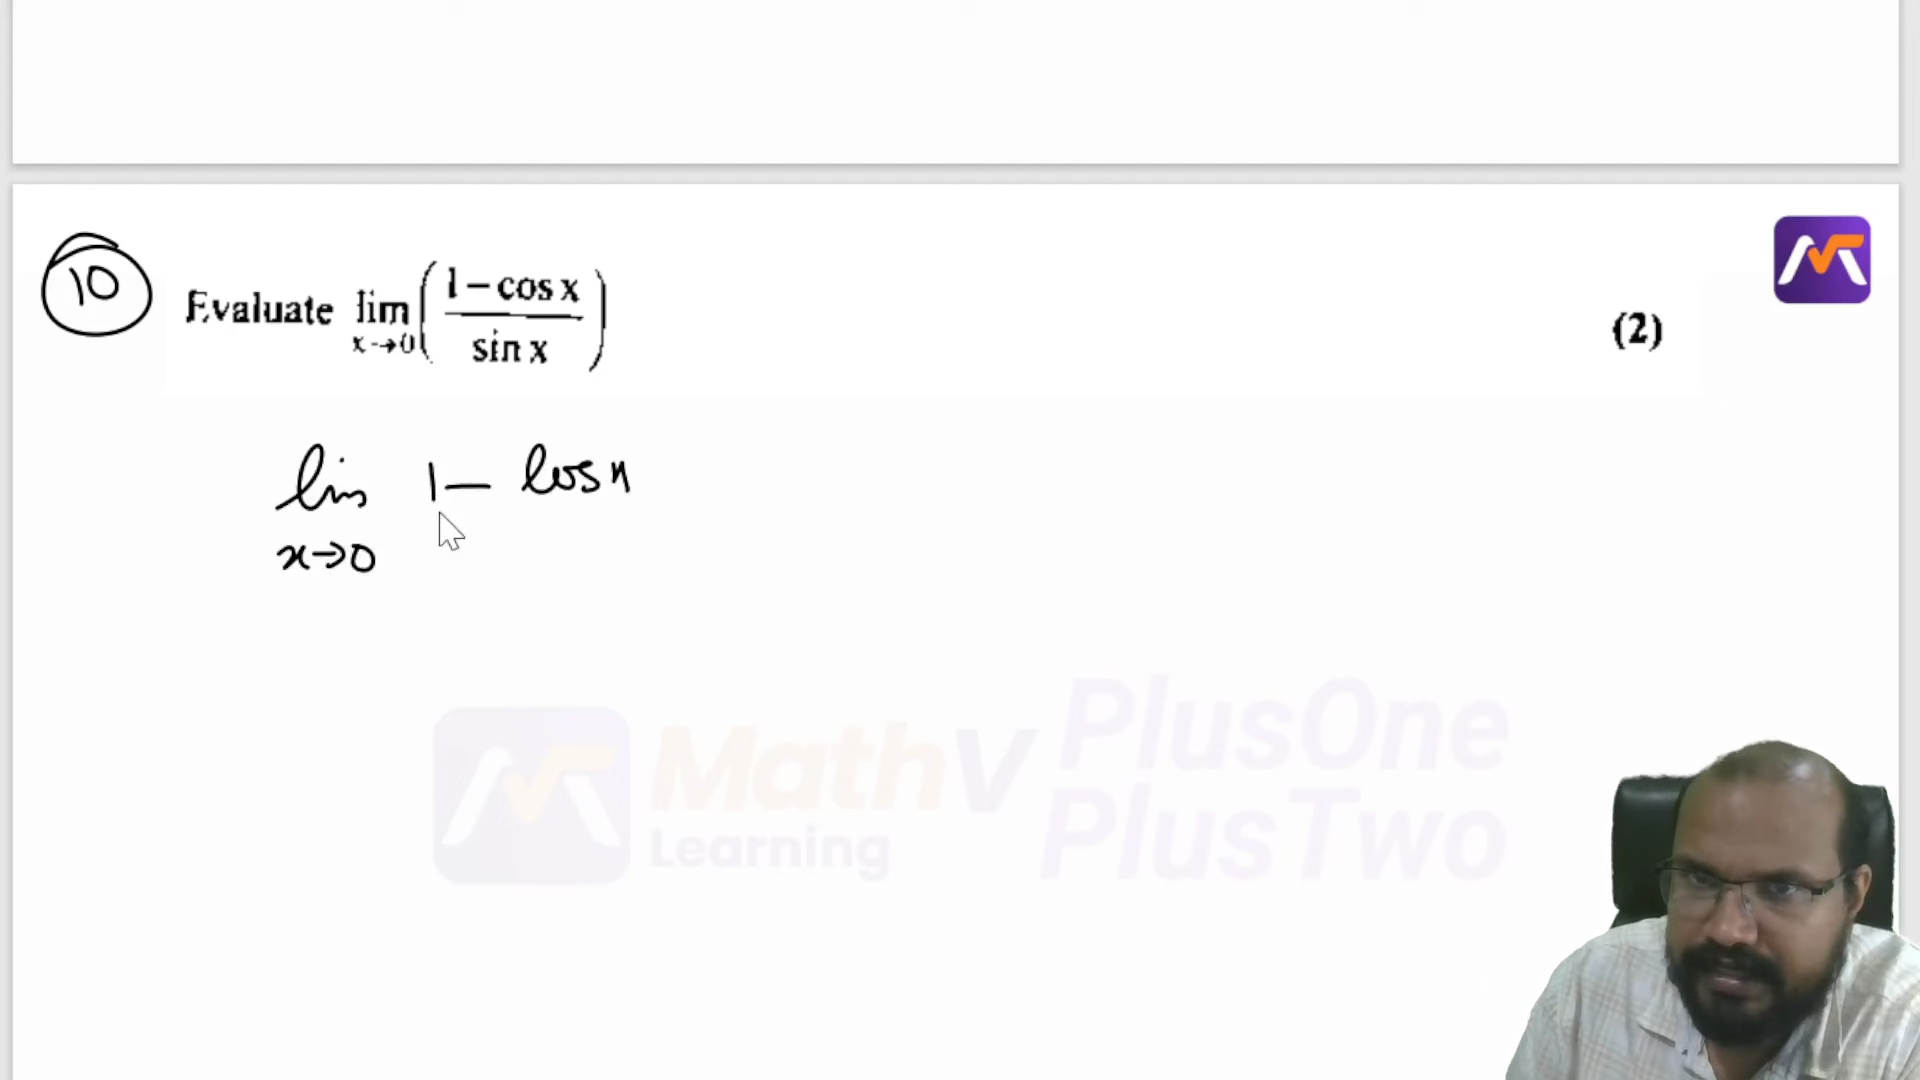 10
Evaluate lim x→0 ( 1 − cos x / sin x )
(2)
lim 1 − cos x
x→0
MathV
Learning
PlusOne
PlusTwo